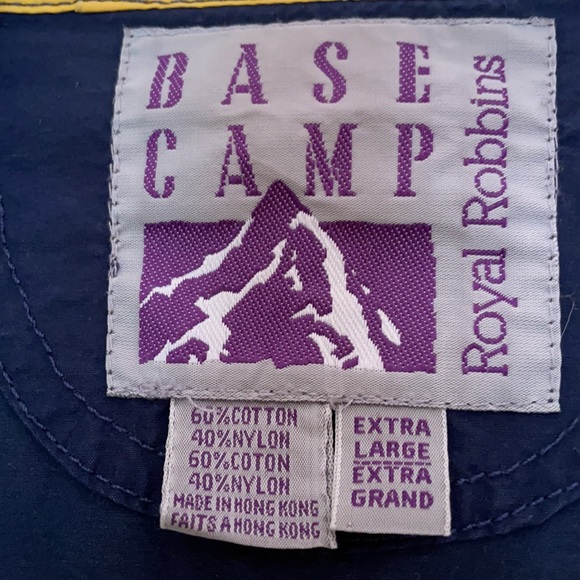 BASE
CAMP
Royal Robbins
60% COTTON
40% NYLON
60% COTON
40% NYLON
MADE IN HONG KONG
FAITS A HONG KONG
EXTRA
LARGE
EXTRA
GRAND